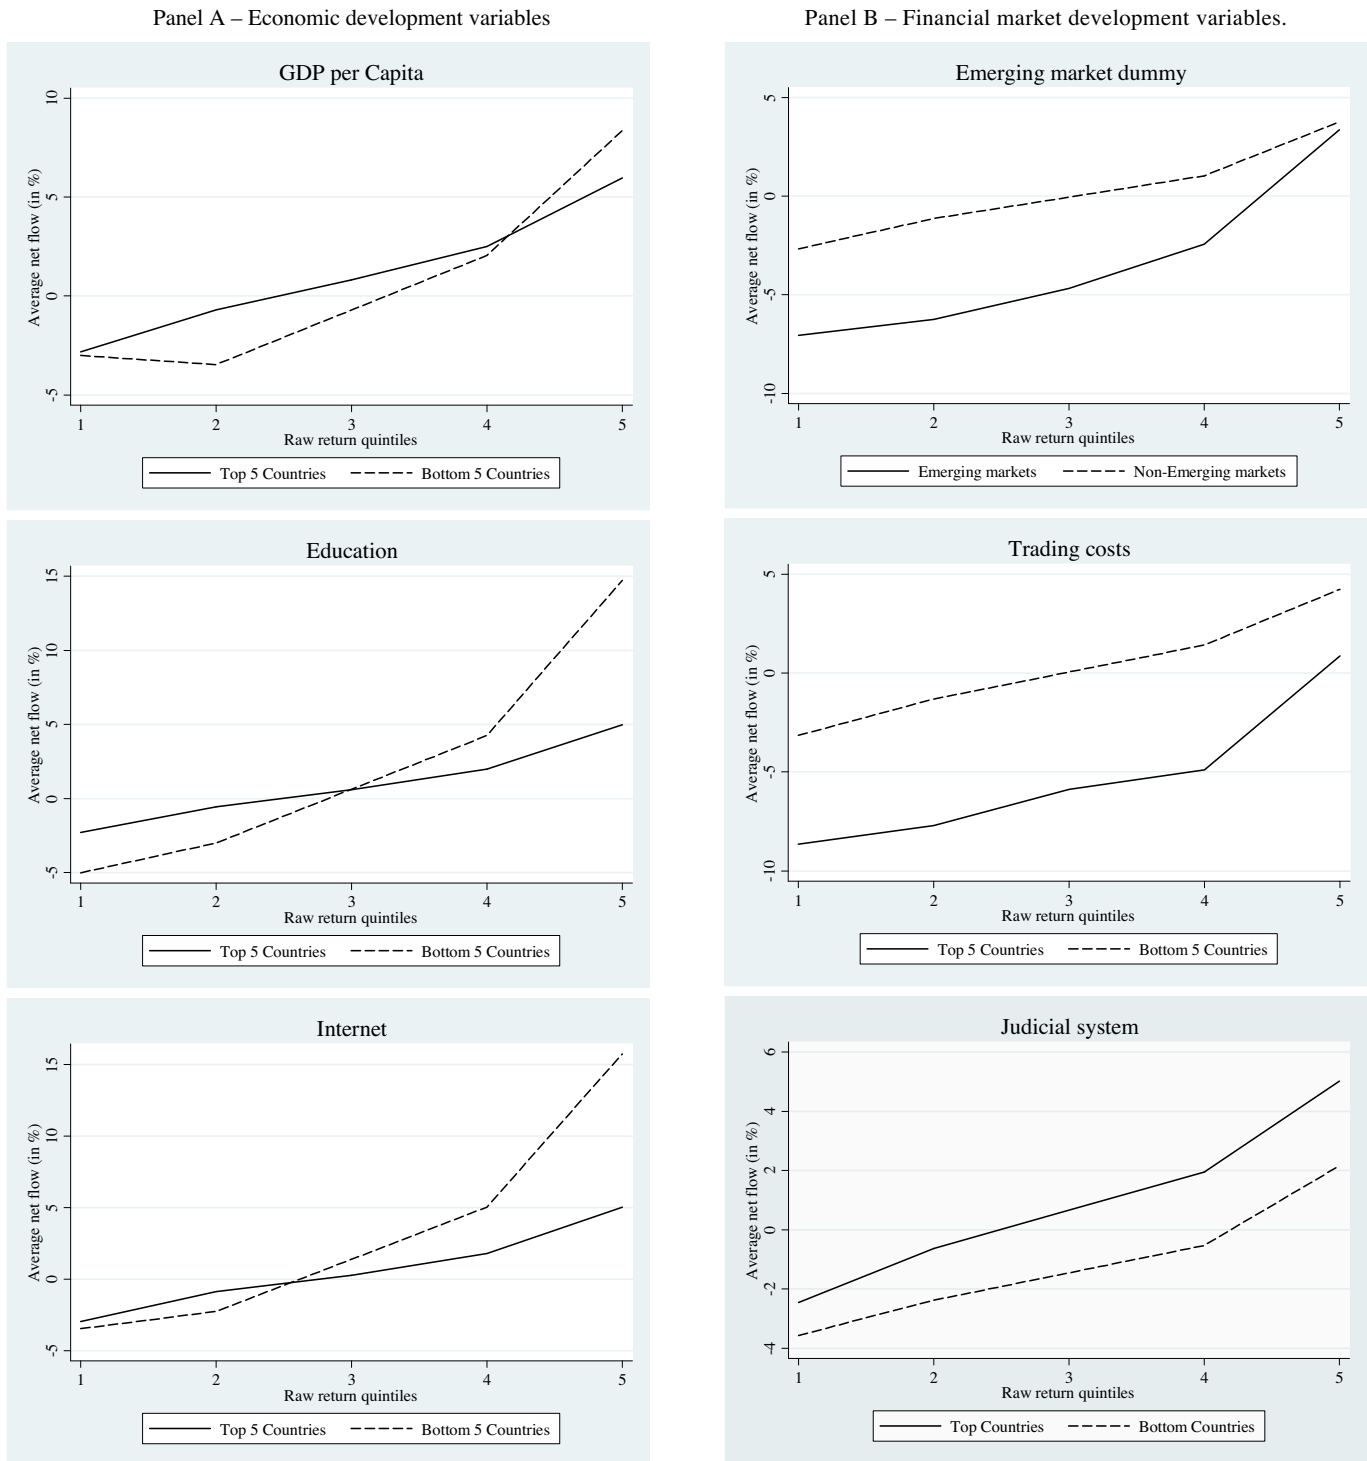 Panel A – Economic development variables
GDP per Capita
Average net flow (in %)
10
5
0
-5
1 2 3 4 5
Raw return quintiles
Top 5 Countries Bottom 5 Countries
Education
Average net flow (in %)
15
10
5
0
-5
1 2 3 4 5
Raw return quintiles
Top 5 Countries Bottom 5 Countries
Internet
Average net flow (in %)
15
10
5
0
-5
1 2 3 4 5
Raw return quintiles
Top 5 Countries Bottom 5 Countries
Panel B – Financial market development variables.
Emerging market dummy
Average net flow (in %)
5
0
-5
-10
1 2 3 4 5
Raw return quintiles
Emerging markets Non-Emerging markets
Trading costs
Average net flow (in %)
5
0
-5
-10
1 2 3 4 5
Raw return quintiles
Top 5 Countries Bottom 5 Countries
Judicial system
Average net flow (in %)
6
4
2
0
-2
-4
1 2 3 4 5
Raw return quintiles
Top Countries Bottom Countries